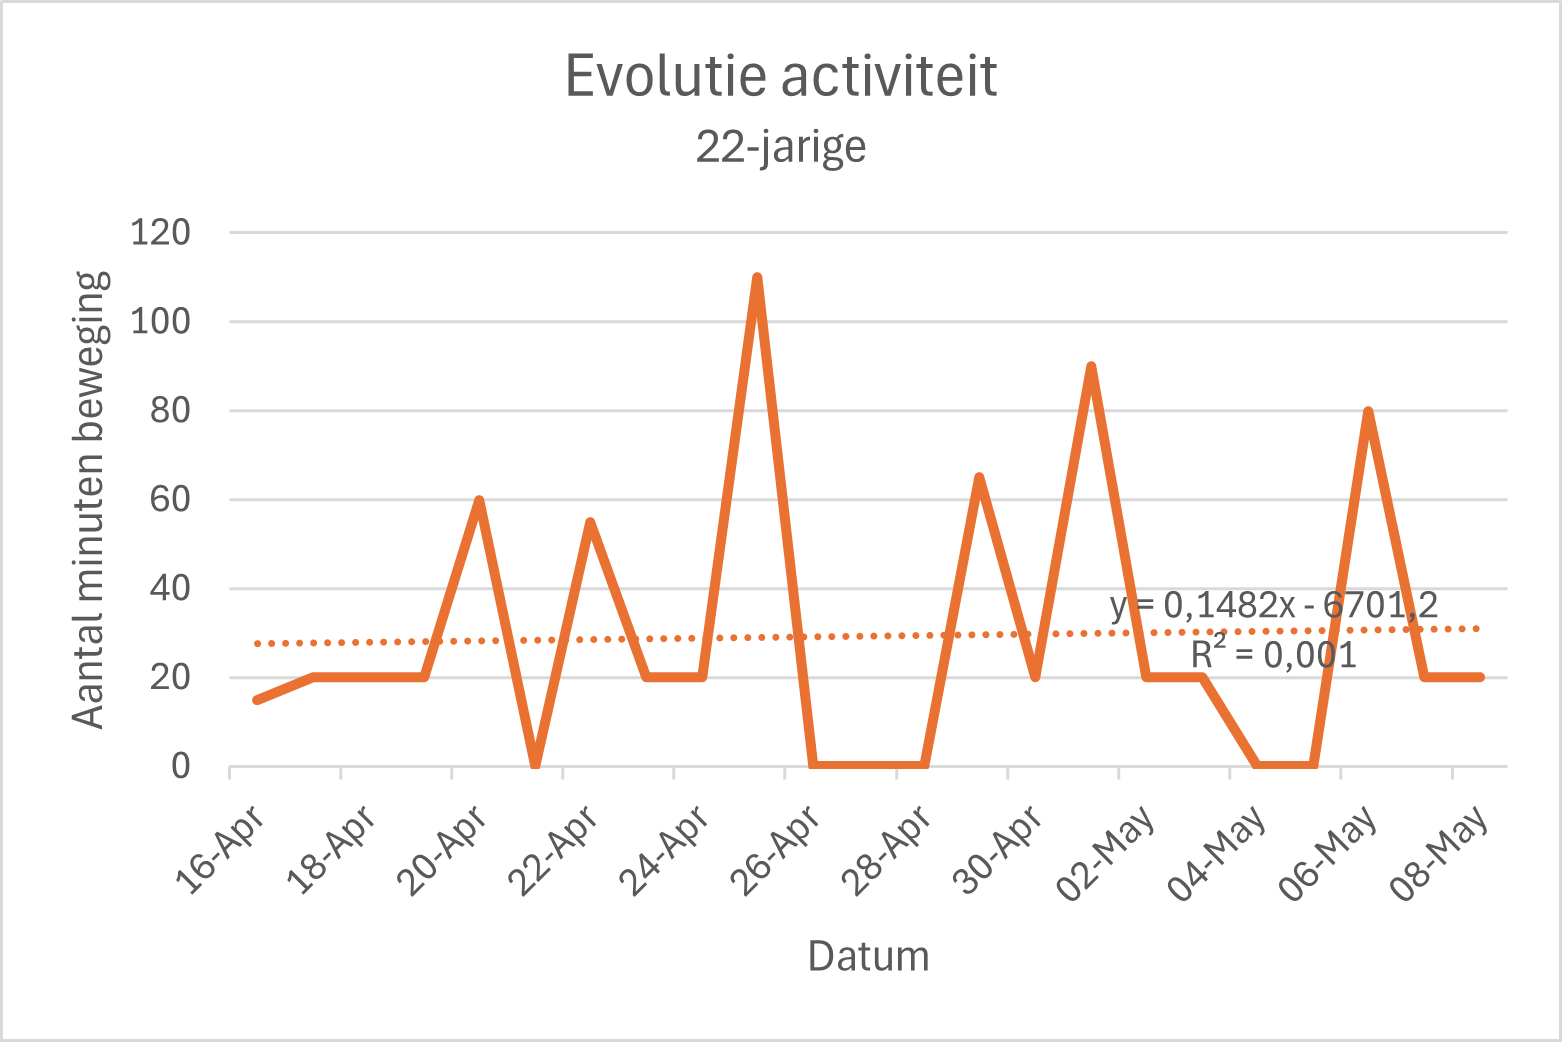 Evolutie activiteit
22-jarige
120
100
80
60
40
20
0
Aantal minuten beweging
y = 0,1482x - 6701,2
R² = 0,001
16-Apr
18-Apr
20-Apr
22-Apr
24-Apr
26-Apr
28-Apr
30-Apr
02-May
04-May
06-May
08-May
Datum